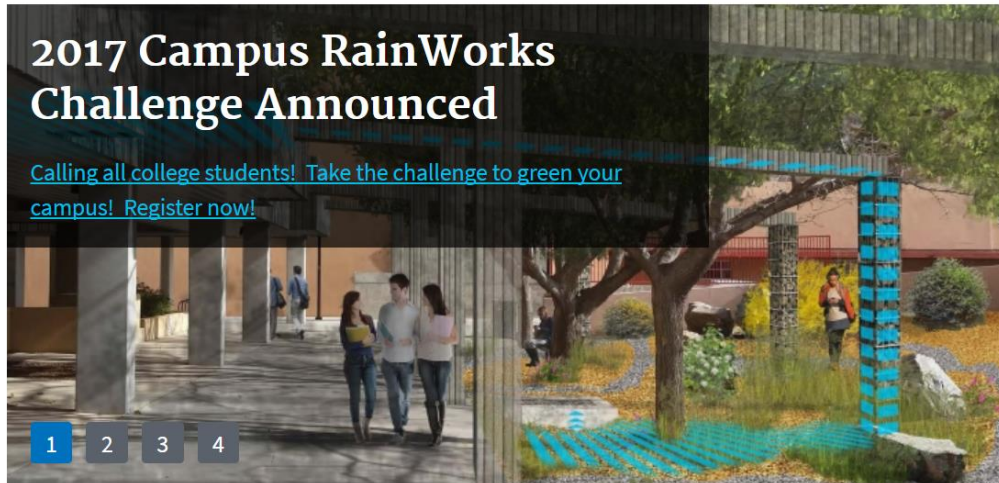 2017 Campus RainWorks
Challenge Announced
Calling all college students!  Take the challenge to green your
campus!  Register now!
1 2 3 4